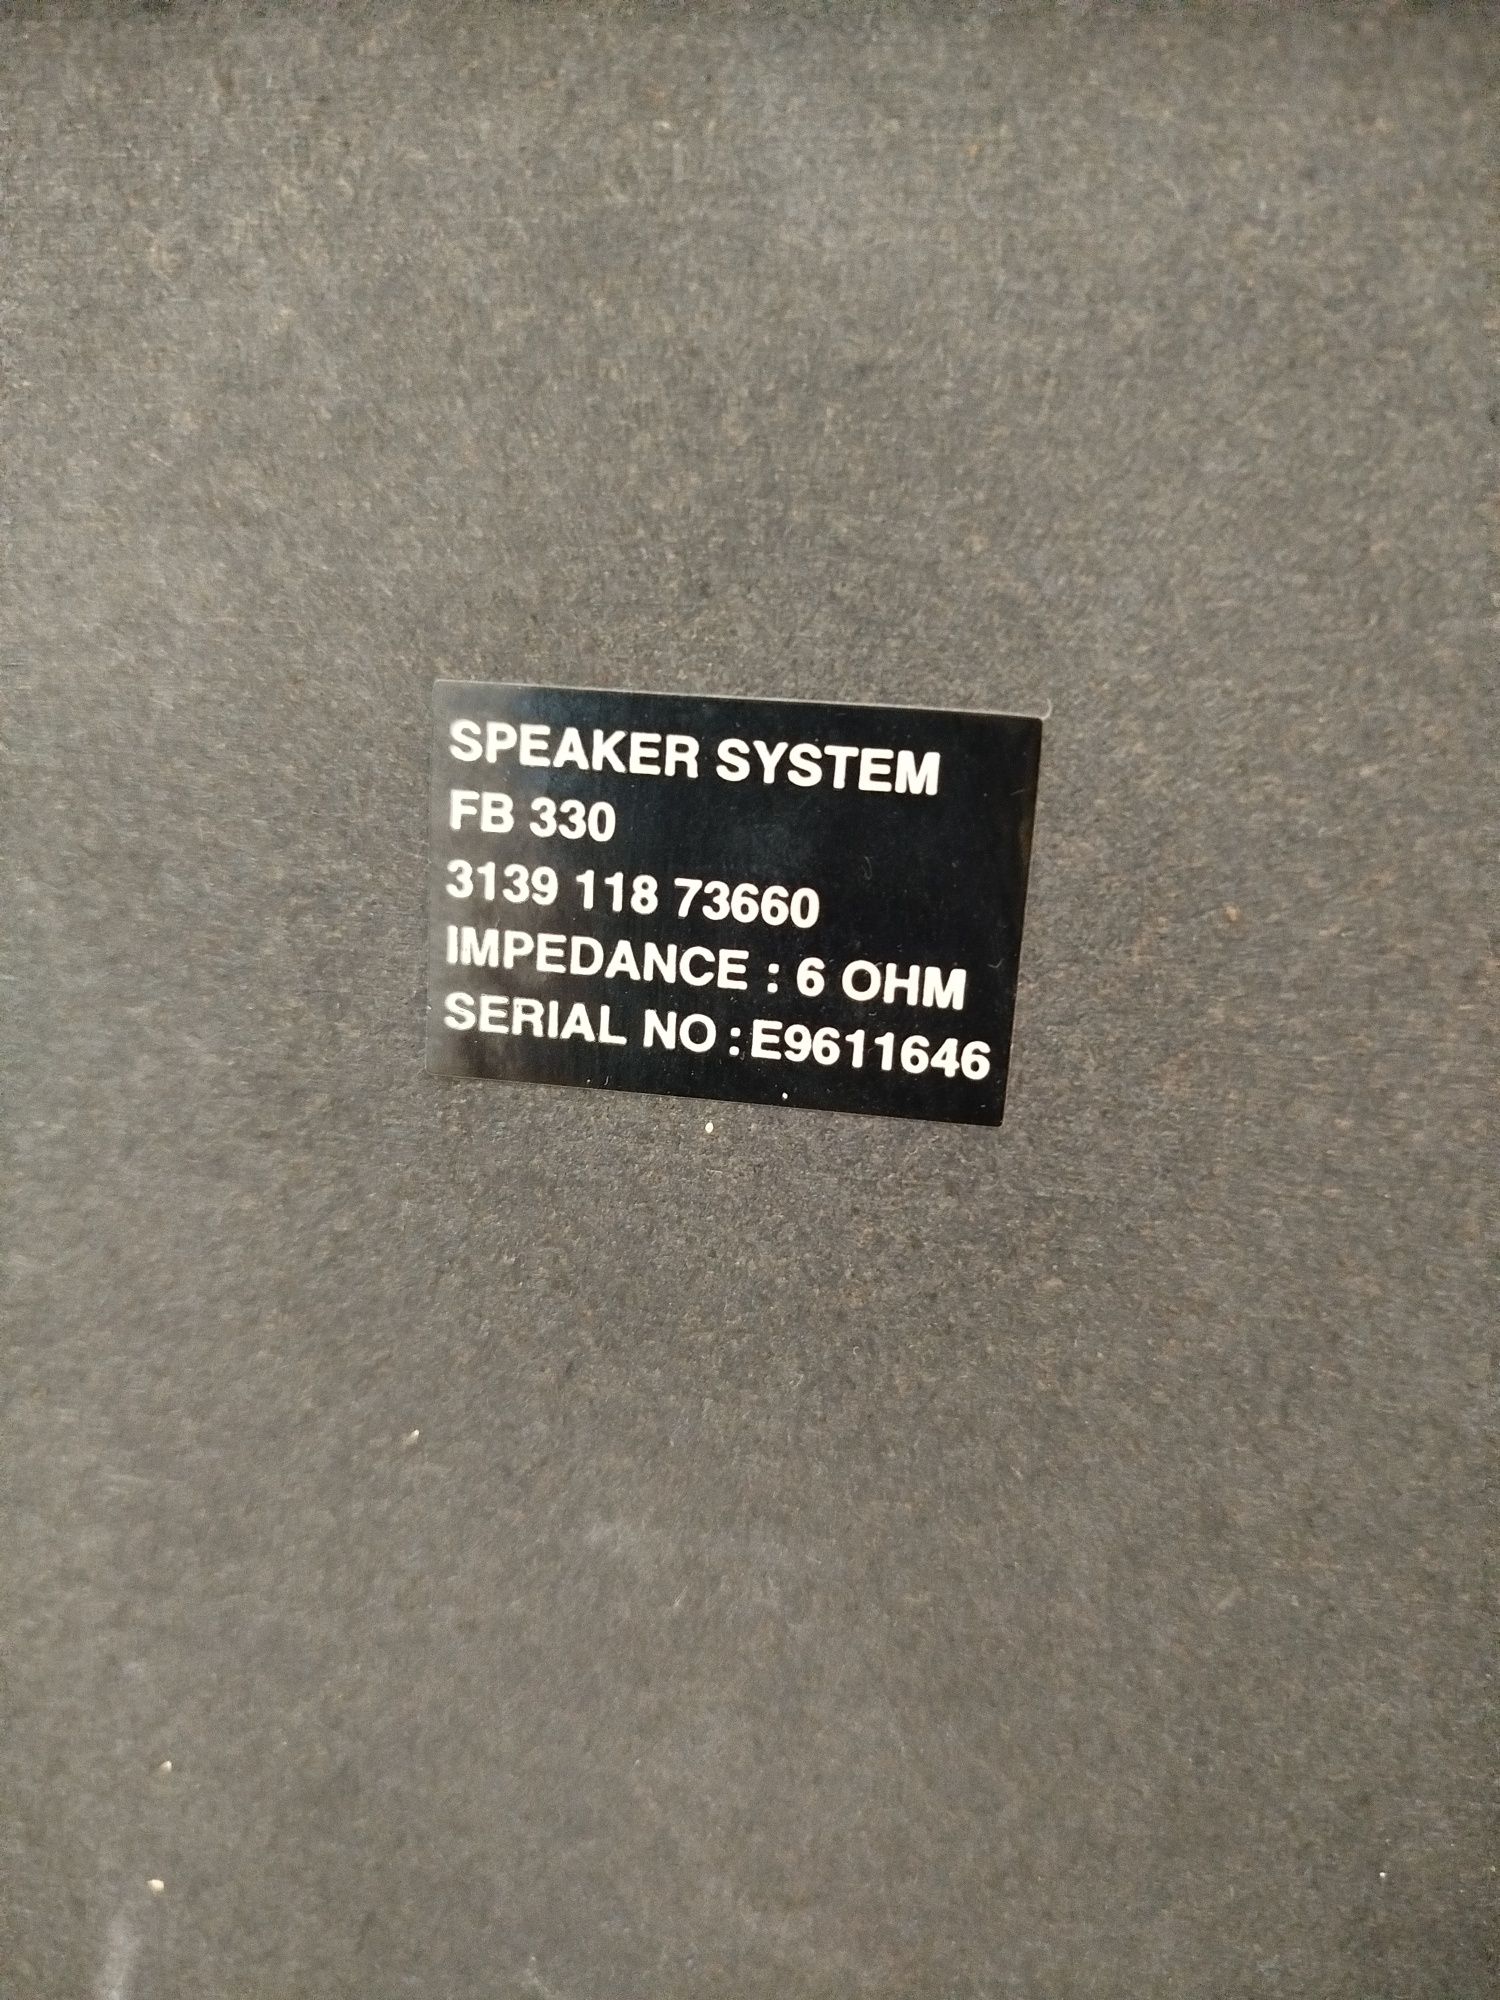 SPEAKER SYSTEM
FB 330
3139 118 73660
IMPEDANCE : 6 OHM
SERIAL NO : E9611646